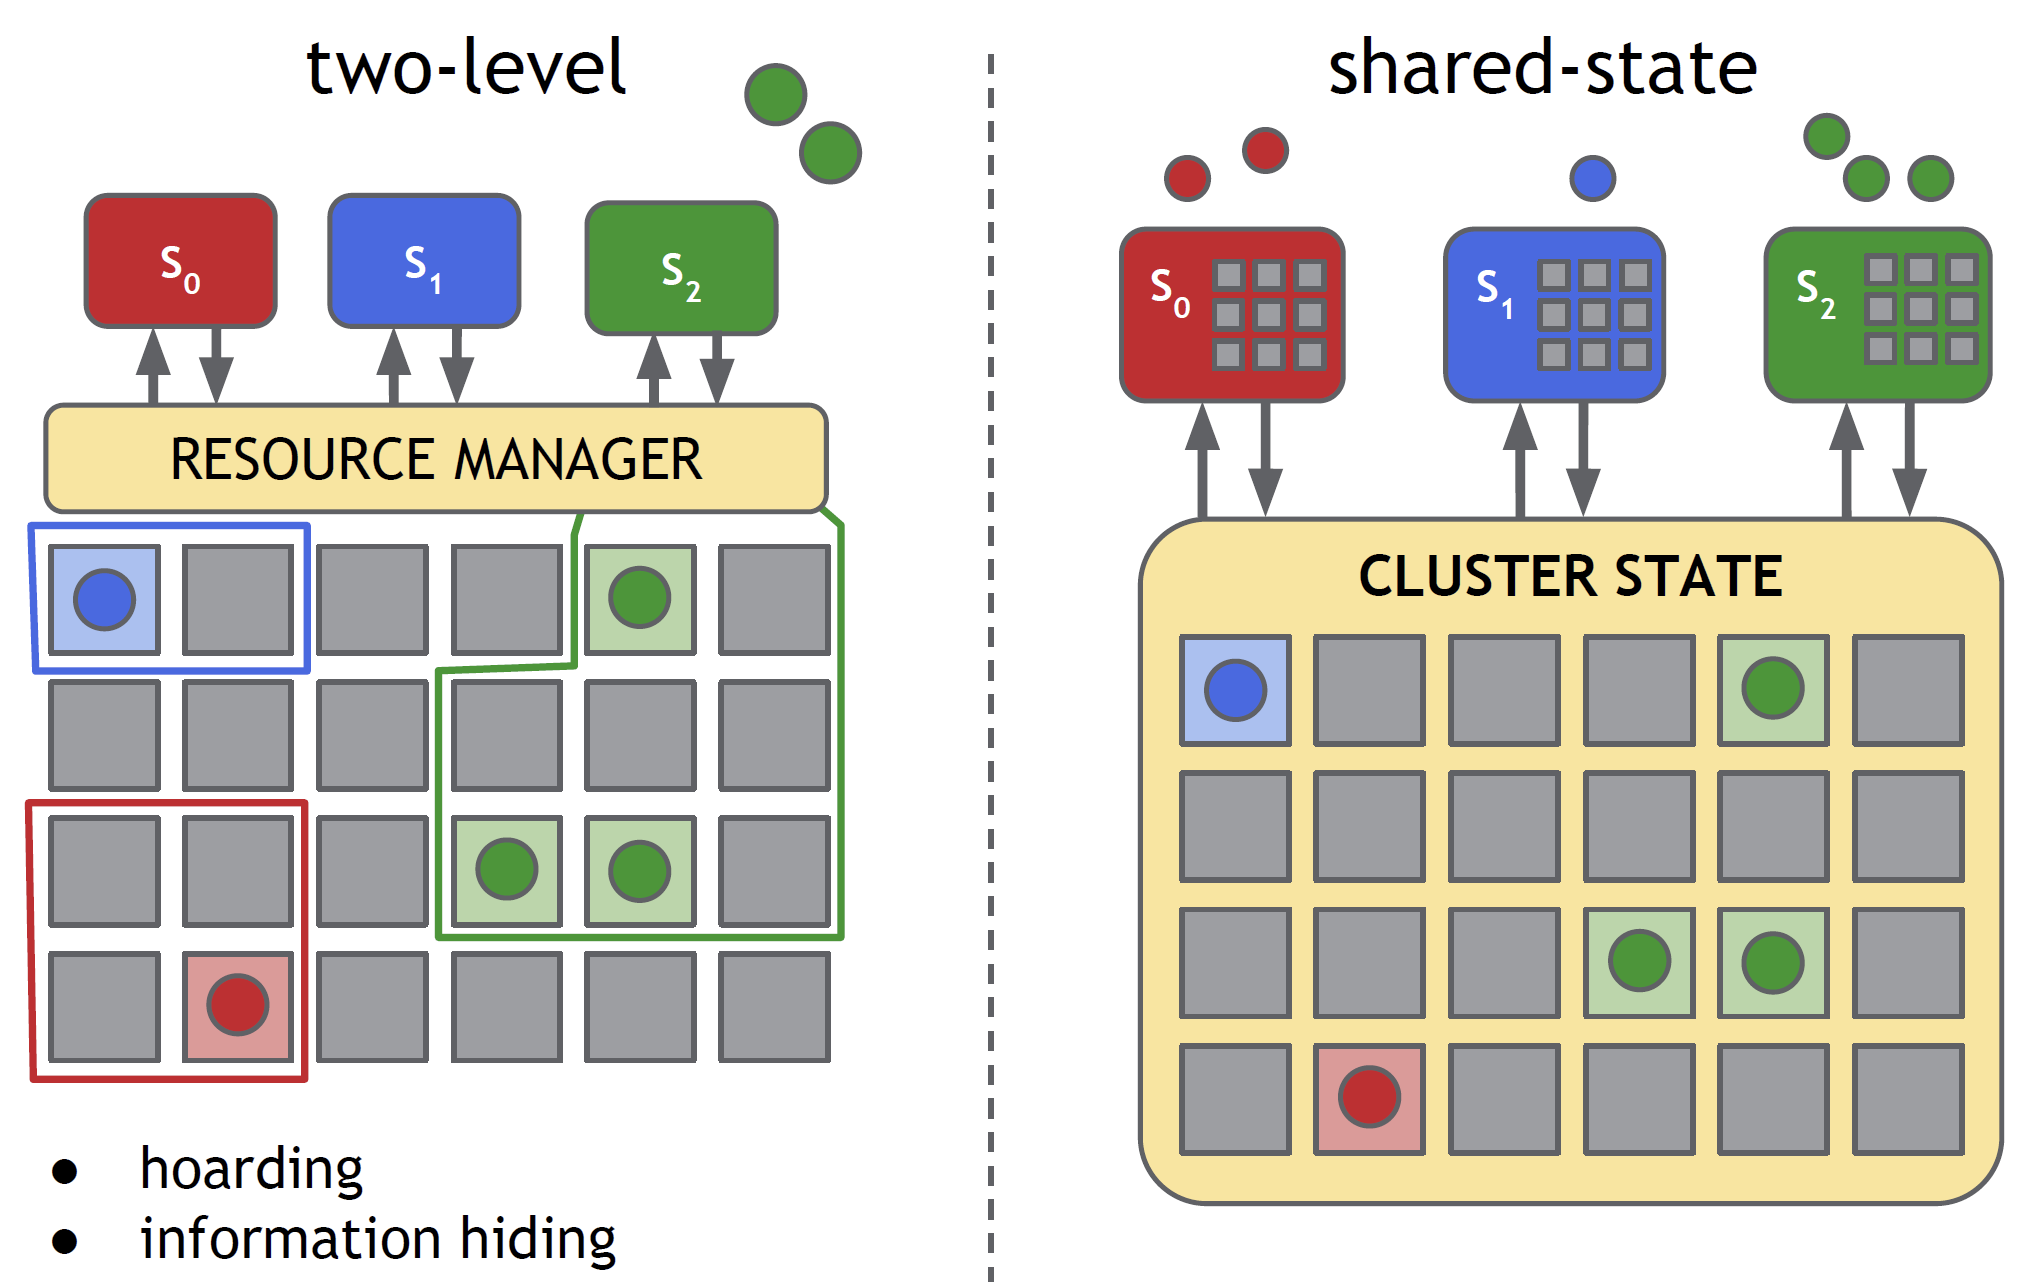 two-level
S0
S1
S2
RESOURCE MANAGER
● hoarding
● information hiding
shared-state
S0
S1
S2
CLUSTER STATE